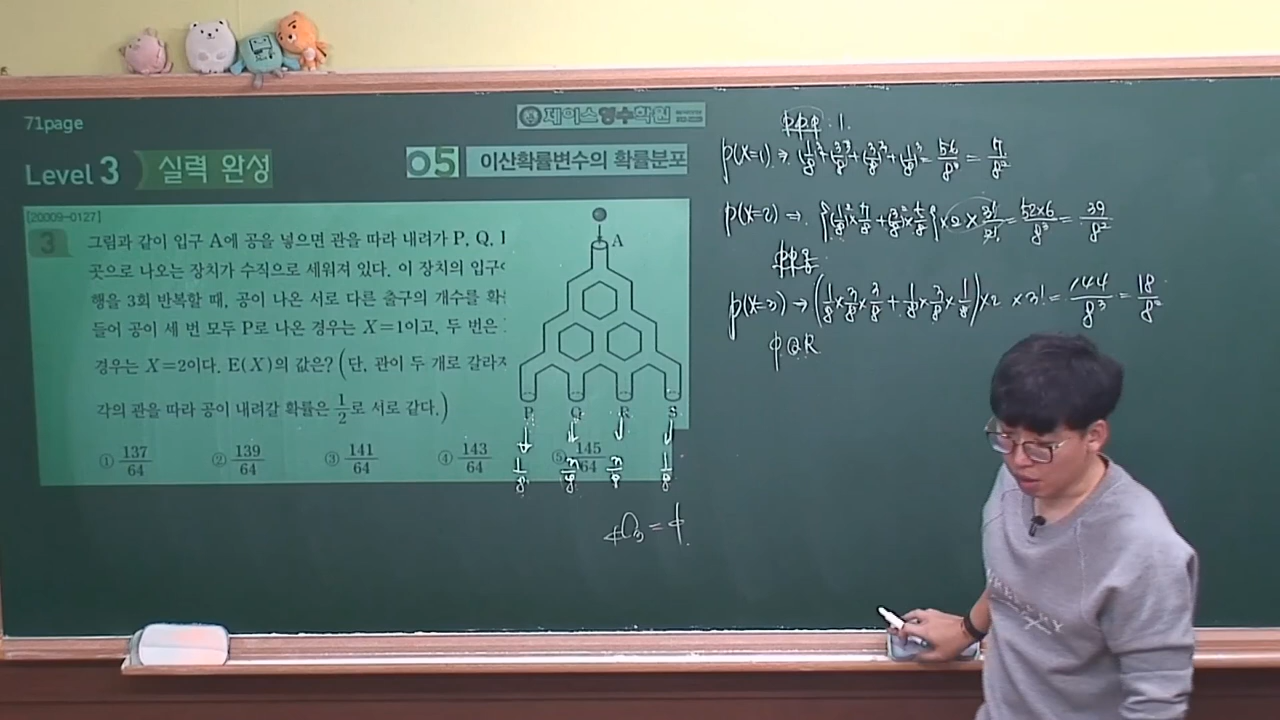 71page
제이스영수학원
Level 3 실력 완성
05 이산확률변수의 확률분포
[20009-0127]
3
그림과 같이 입구 A에 공을 넣으면 관을 따라 내려가 P, Q,
곳으로 나오는 장치가 수직으로 세워져 있다. 이 장치의 입구
행을 3회 반복할 때, 공이 나온 서로 다른 출구의 개수를 확
들어 공이 세 번 모두 P로 나온 경우는 X=1이고, 두 번은
경우는 X=2이다. E(X)의 값은? (단, 관이 두 개로 갈라지
각의 관을 따라 공이 내려갈 확률은 1/2로 서로 같다.)
① 137/64 ② 139/64 ③ 141/64 ④ 143/64 ⑤ 145/64
A
P Q R S
1/8 3/8 3/8 1/8
₄C₃ = 4
PPP : 1.
P(X=1) → (1/8)³+(3/8)³+(3/8)³+(1/8)³ = 56/8³ = 7/8²
P(X=2) → {(1/8)²×7/8+(3/8)²×5/8}×2×3!/2! = 52×6/8³ = 39/8²
P(X=3) → (1/8×3/8×3/8+1/8×3/8×1/8)×2 ×3! = 144/8³ = 18/8²
PQR